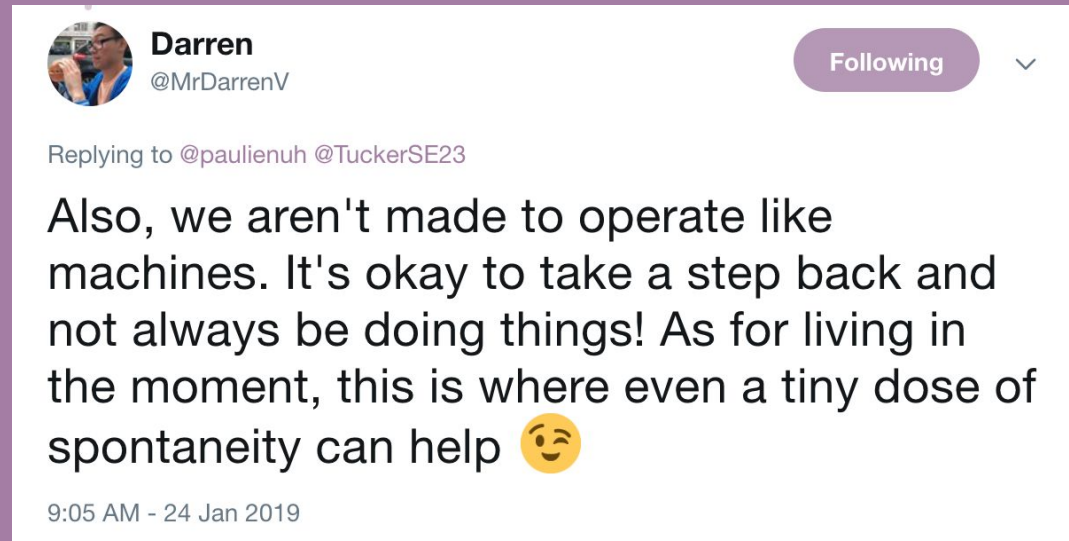 Darren
@MrDarrenV
Following
Replying to @paulienuh @TuckerSE23
Also, we aren't made to operate like
machines. It's okay to take a step back and
not always be doing things! As for living in
the moment, this is where even a tiny dose of
spontaneity can help 😉
9:05 AM - 24 Jan 2019